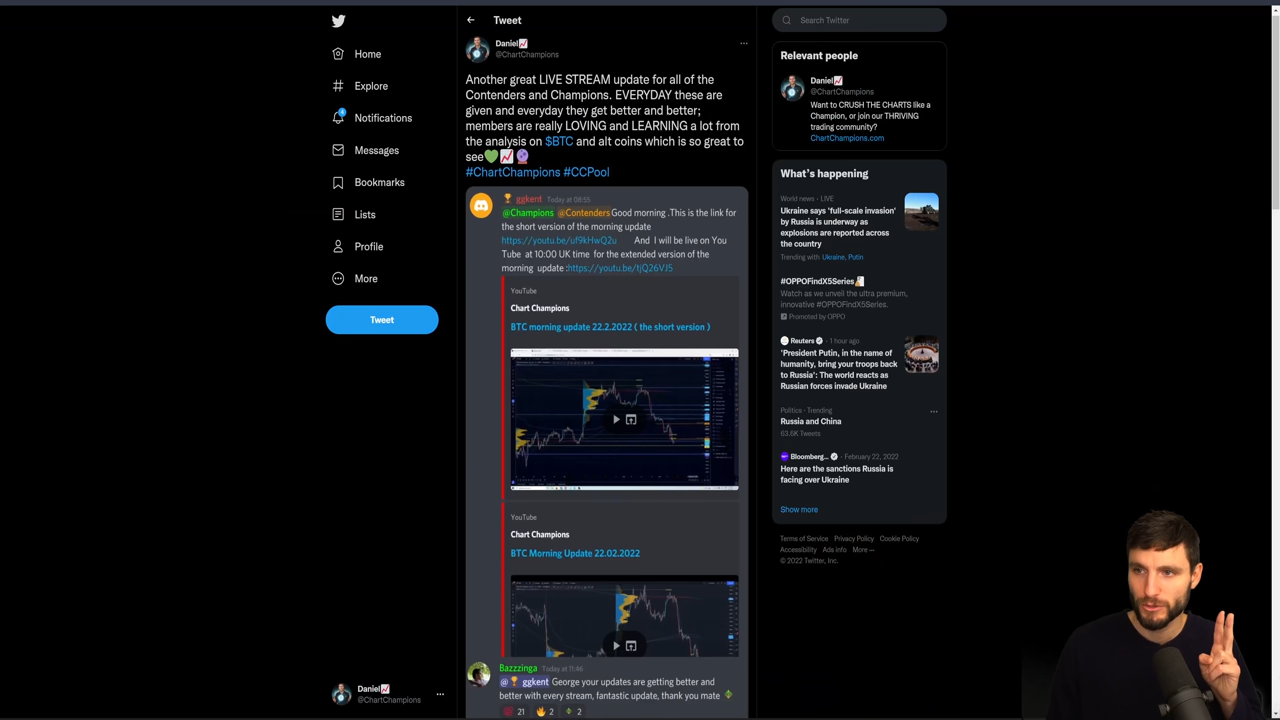 Home
Explore
4
Notifications
Messages
Bookmarks
Lists
Profile
More
Tweet
Daniel📈
@ChartChampions
Tweet
Daniel📈
@ChartChampions
Another great LIVE STREAM update for all of the
Contenders and Champions. EVERYDAY these are
given and everyday they get better and better;
members are really LOVING and LEARNING a lot from
the analysis on $BTC and alt coins which is so great to
see💚📈🔮
#ChartChampions #CCPool
🏆 ggkent Today at 08:55
@Champions @Contenders Good morning .This is the link for
the short version of the morning update
https://youtu.be/uf9kHwQ2u And I will be live on You
Tube at 10:00 UK time for the extended version of the
morning update :https://youtu.be/tjQ26VJ5
YouTube
Chart Champions
BTC morning update 22.2.2022 ( the short version )
YouTube
Chart Champions
BTC Morning Update 22.02.2022
Bazzzinga Today at 11:46
@🏆 ggkent George your updates are getting better and
better with every stream, fantastic update, thank you mate
21 2 2
Search Twitter
Relevant people
Daniel📈
@ChartChampions
Want to CRUSH THE CHARTS like a
Champion, or join our THRIVING
trading community?
ChartChampions.com
What's happening
World news · LIVE
Ukraine says 'full-scale invasion'
by Russia is underway as
explosions are reported across
the country
Trending with Ukraine, Putin
#OPPOFindX5Series
Watch as we unveil the ultra premium,
innovative #OPPOFindX5Series.
Promoted by OPPO
Reuters · 1 hour ago
'President Putin, in the name of
humanity, bring your troops back
to Russia': The world reacts as
Russian forces invade Ukraine
Politics · Trending
Russia and China
63.6K Tweets
Bloomberg... · February 22, 2022
Here are the sanctions Russia is
facing over Ukraine
Show more
Terms of Service Privacy Policy Cookie Policy
Accessibility Ads info More ···
© 2022 Twitter, Inc.